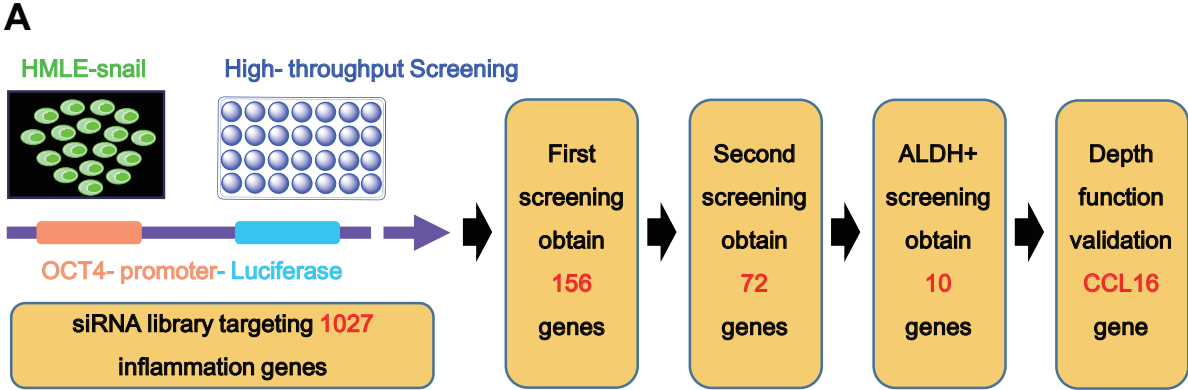 A
HMLE-snail
High- throughput Screening
OCT4- promoter- Luciferase
siRNA library targeting 1027
inflammation genes
First
screening
obtain
156
genes
Second
screening
obtain
72
genes
ALDH+
screening
obtain
10
genes
Depth
function
validation
CCL16
gene